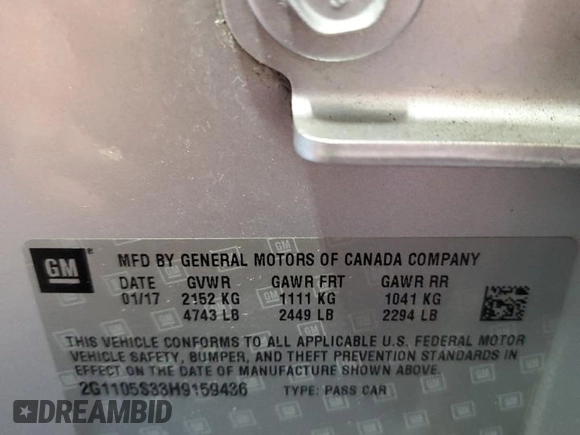 GM
MFD BY GENERAL MOTORS OF CANADA COMPANY
DATE GVWR GAWR FRT GAWR RR
01/17 2152 KG 1111 KG 1041 KG
4743 LB 2449 LB 2294 LB
THIS VEHICLE CONFORMS TO ALL APPLICABLE U.S. FEDERAL MOTOR
VEHICLE SAFETY, BUMPER, AND THEFT PREVENTION STANDARDS IN
EFFECT ON THE DATE OF MANUFACTURE SHOWN ABOVE.
2G1105S33H9159436 TYPE: PASS CAR
DREAMBID